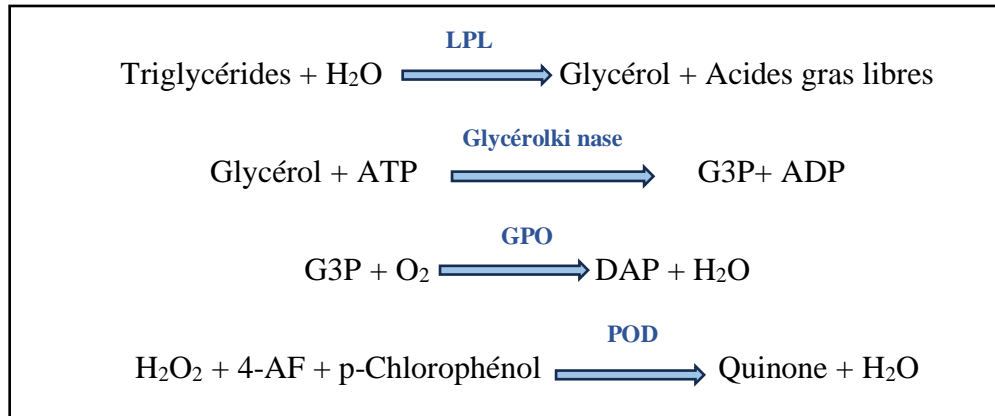 LPL
Triglycérides + H₂O Glycérol + Acides gras libres
Glycérolki nase
Glycérol + ATP G3P+ ADP
GPO
G3P + O₂ DAP + H₂O
POD
H₂O₂ + 4-AF + p-Chlorophénol Quinone + H₂O